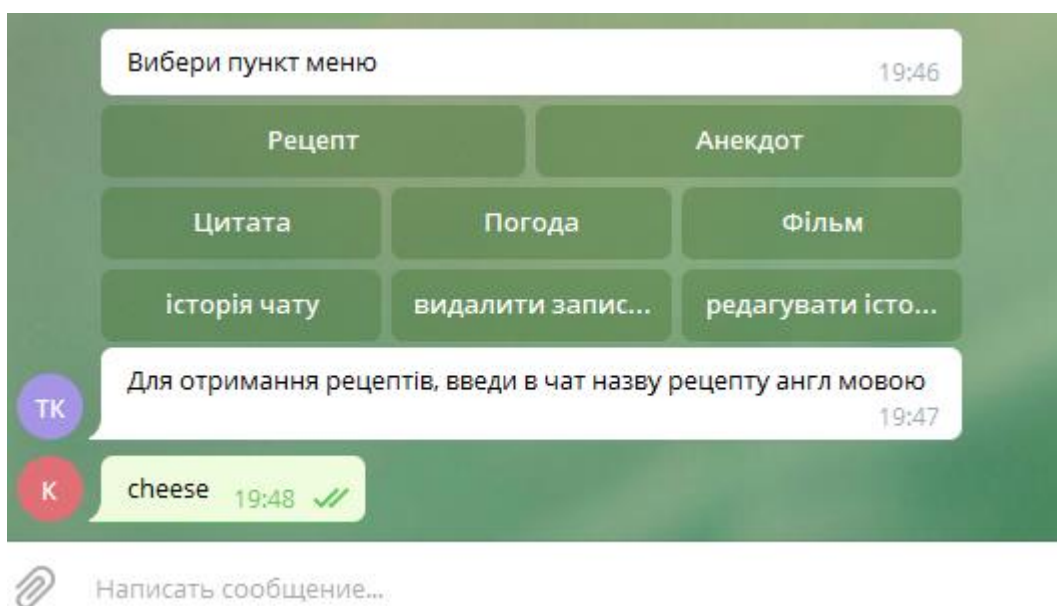 Вибери пункт меню
19:46
Рецепт Анекдот
Цитата Погода Фільм
історія чату видалити запис... редагувати істо...
Для отримання рецептів, введи в чат назву рецепту англ мовою
19:47
ТК
К
cheese 19:48
Написать сообщение...